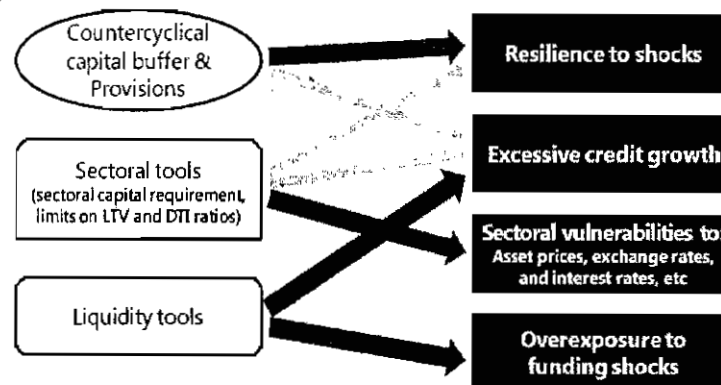 Countercyclical
capital buffer &
Provisions
Resilience to shocks
Sectoral tools
(sectoral capital requirement,
limits on LTV and DTI ratios)
Excessive credit growth
Sectoral vulnerabilities to:
Asset prices, exchange rates,
and interest rates, etc
Liquidity tools
Overexposure to
funding shocks